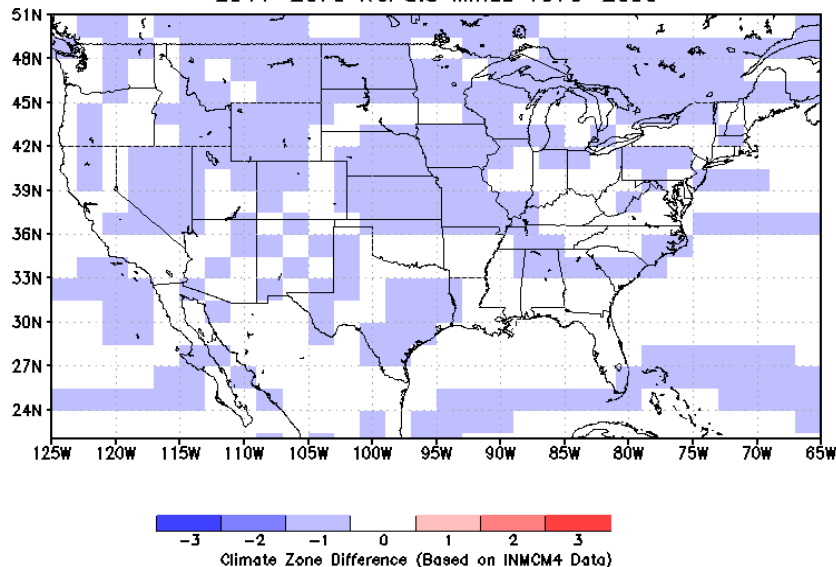 51N
48N
45N
42N
39N
36N
33N
30N
27N
24N
125W 120W 115W 110W 105W 100W 95W 90W 85W 80W 75W 70W 65W
-3 -2 -1 0 1 2 3
Climate Zone Difference (Based on INMCM4 Data)